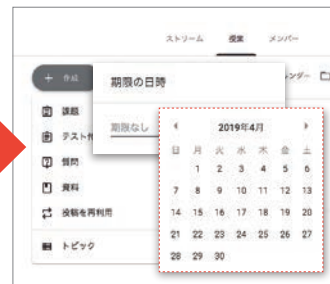 ストリーム 授業 メンバー
+ 作成
期限の日時
レンダー
課題
期限なし
2019年4月
テスト付
日 月 火 水 木 金 土
質問
1 2 3 4 5 6
資料
7 8 9 10 11 12 13
投稿を再利用
14 15 16 17 18 19 20
トピック
21 22 23 24 25 26 27
28 29 30